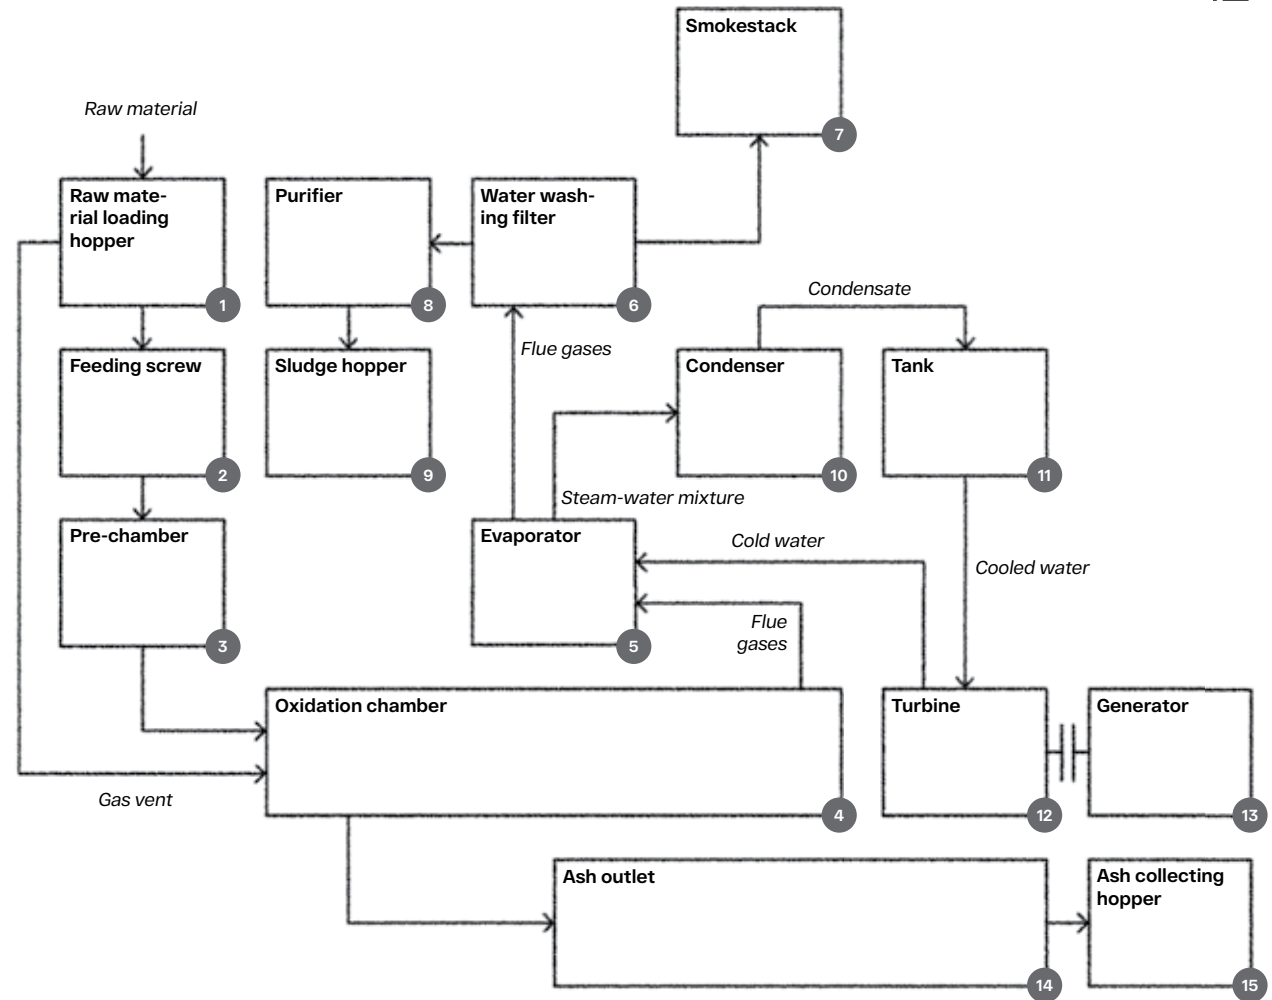 Smokestack
7
Raw material
Raw mate-
rial loading
hopper
1
Purifier
8
Water wash-
ing filter
6
Condensate
Flue gases
Feeding screw
2
Sludge hopper
9
Condenser
10
Tank
11
Steam-water mixture
Pre-chamber
3
Evaporator
5
Cold water
Cooled water
Flue
gases
Oxidation chamber
4
Turbine
12
Generator
13
Gas vent
Ash outlet
14
Ash collecting
hopper
15